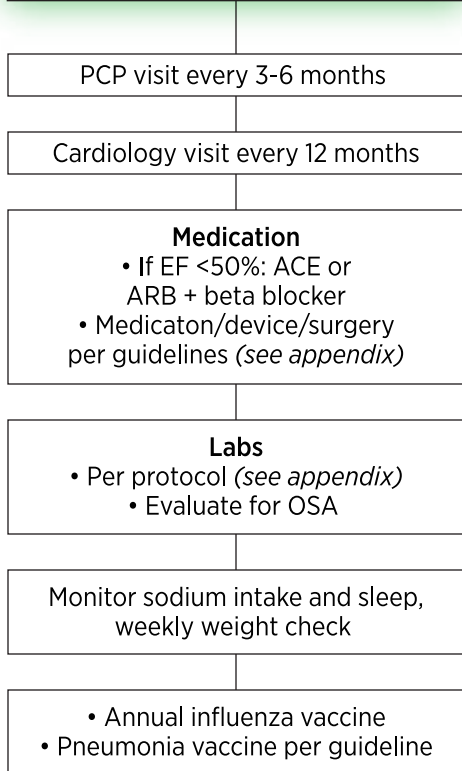 PCP visit every 3-6 months
Cardiology visit every 12 months
Medication
• If EF <50%: ACE or
ARB + beta blocker
• Medicaton/device/surgery
per guidelines (see appendix)
Labs
• Per protocol (see appendix)
• Evaluate for OSA
Monitor sodium intake and sleep,
weekly weight check
• Annual influenza vaccine
• Pneumonia vaccine per guideline